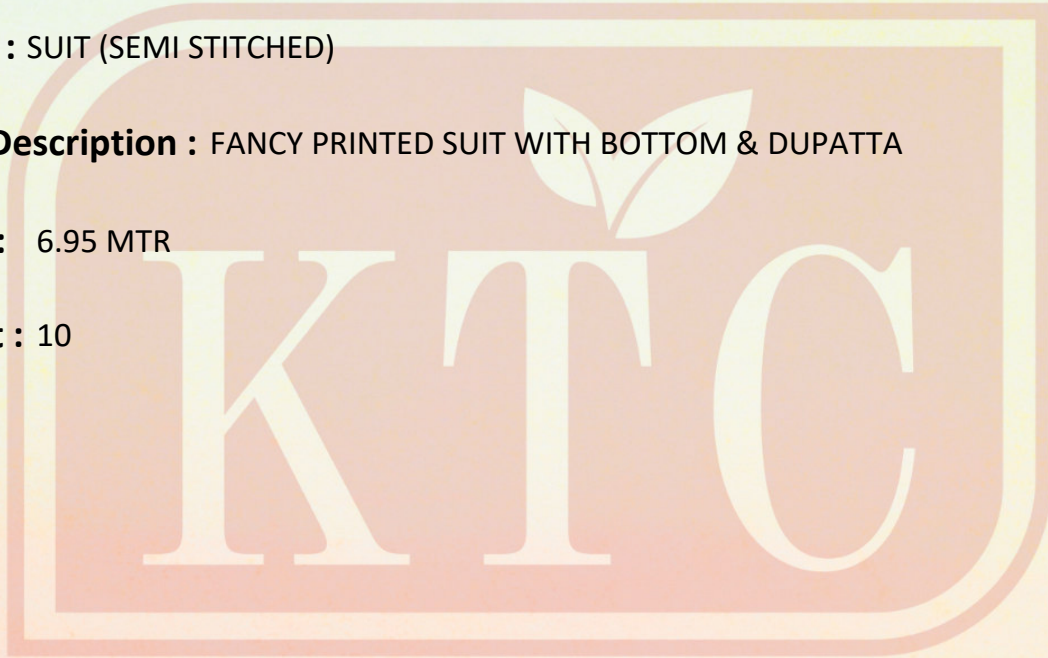 : SUIT (SEMI STITCHED)
Description : FANCY PRINTED SUIT WITH BOTTOM & DUPATTA
: 6.95 MTR
: 10
KTC